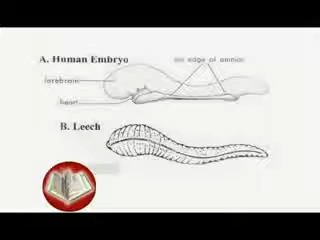 A. Human Embryo
cut edge of amnion
forebrain
heart
B. Leech